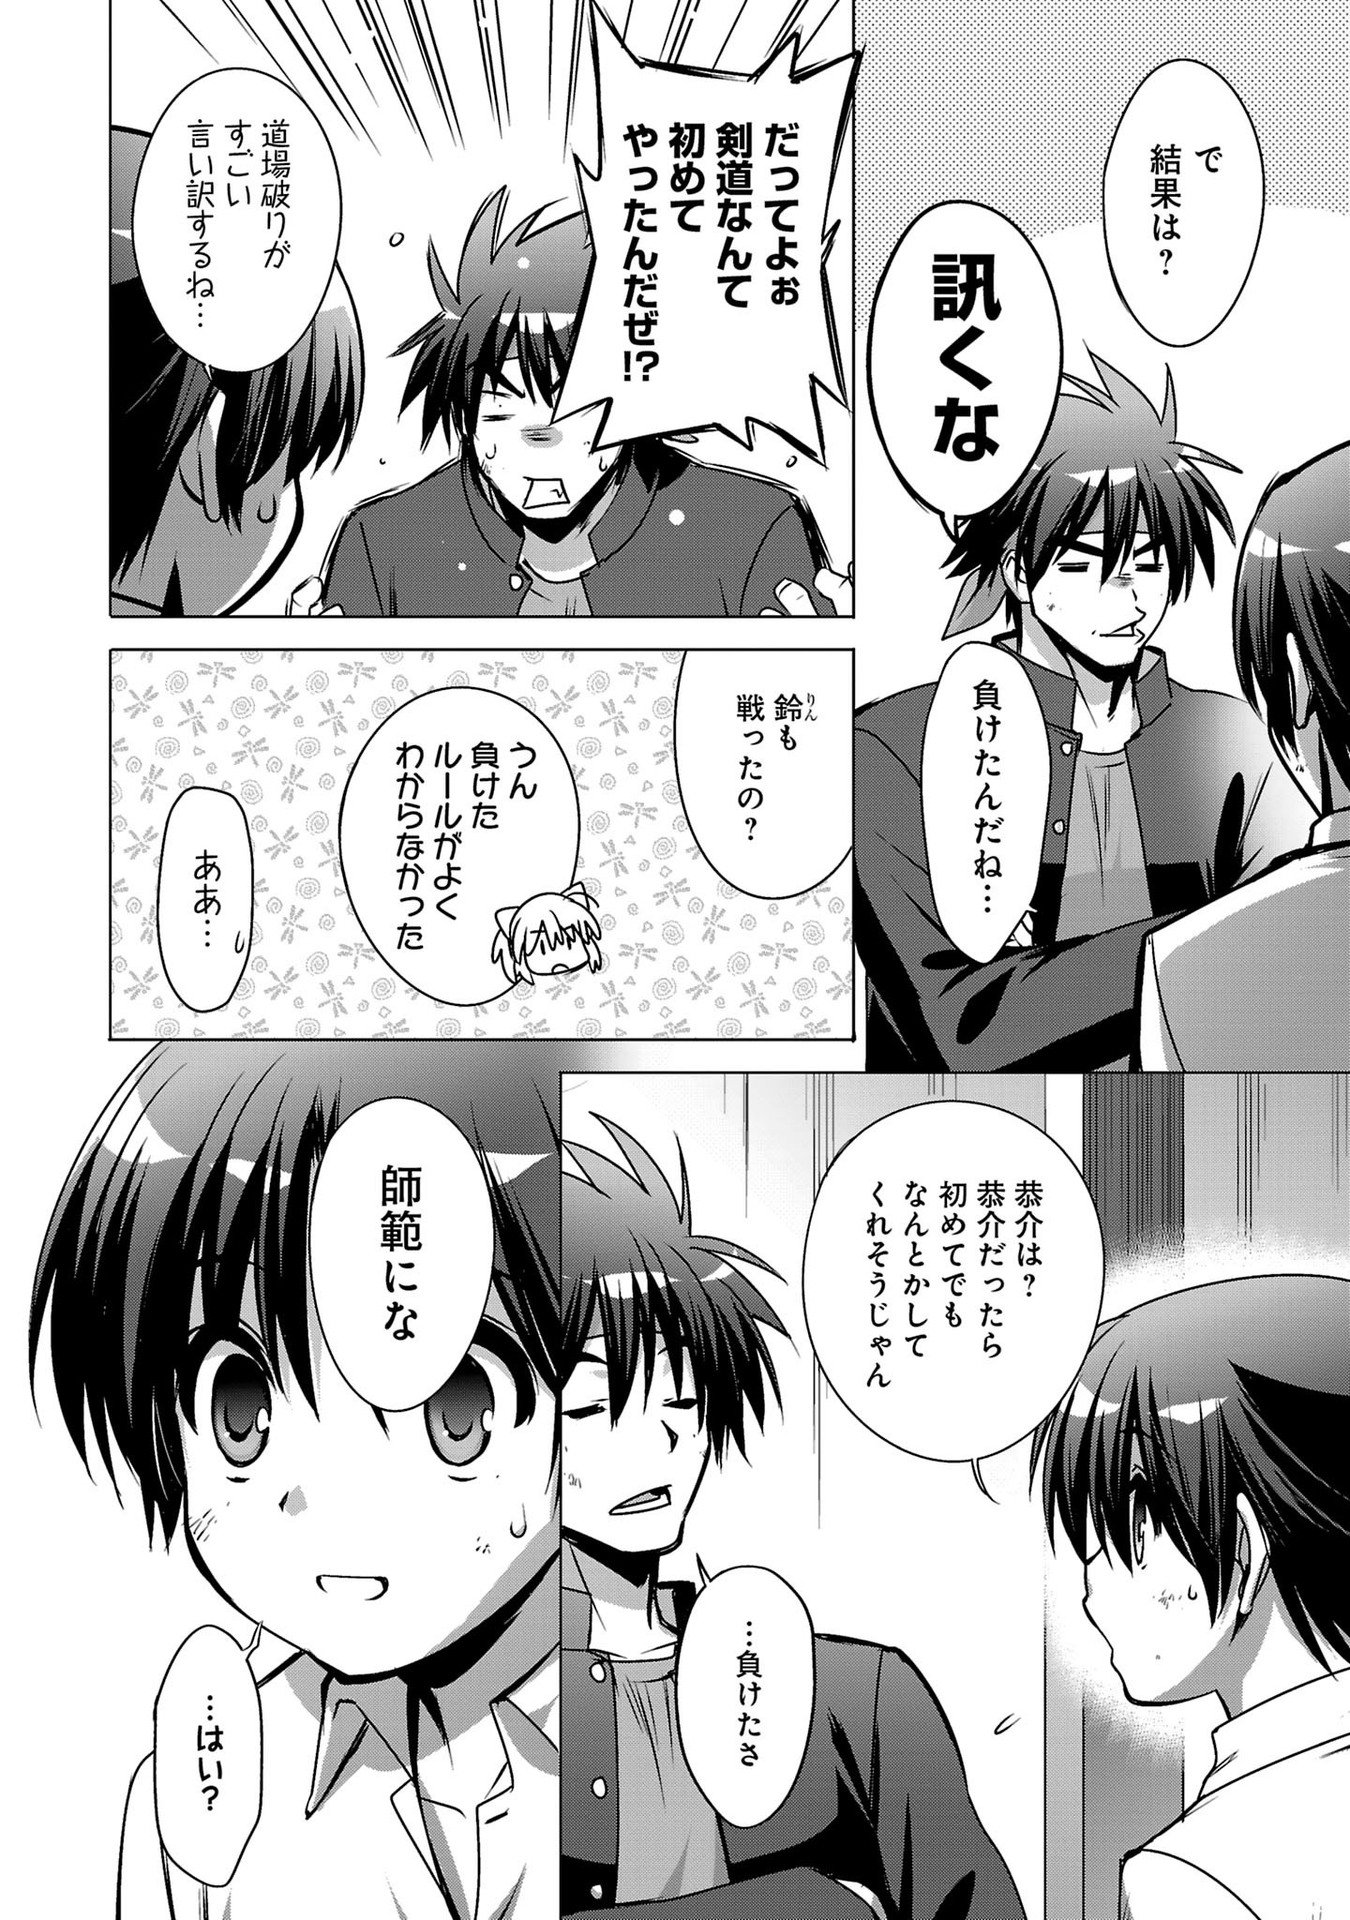 で
結果は?
訊くな
負けたんだね…
だってよぉ
剣道なんて
初めて
やったんだぜ!?
道場破りが
すごい
言い訳するね…
鈴も
りん
戦ったの?
うん
負けた
ルールがよく
わからなかった
ああ…
恭介は?
恭介だったら
初めてでも
なんとかして
くれそうじゃん
…負けたさ
師範にな
…はい?